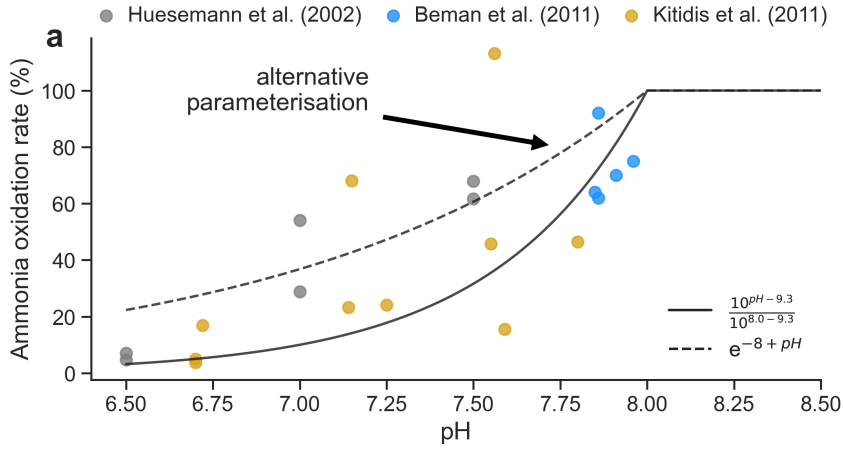 Huesemann et al. (2002) Beman et al. (2011) Kitidis et al. (2011)
a
alternative
parameterisation
Ammonia oxidation rate (%)
100
80
60
40
20
0
10^{pH−9.3}
10^{8.0−9.3}
e^{−8+pH}
6.50 6.75 7.00 7.25 7.50 7.75 8.00 8.25 8.50
pH